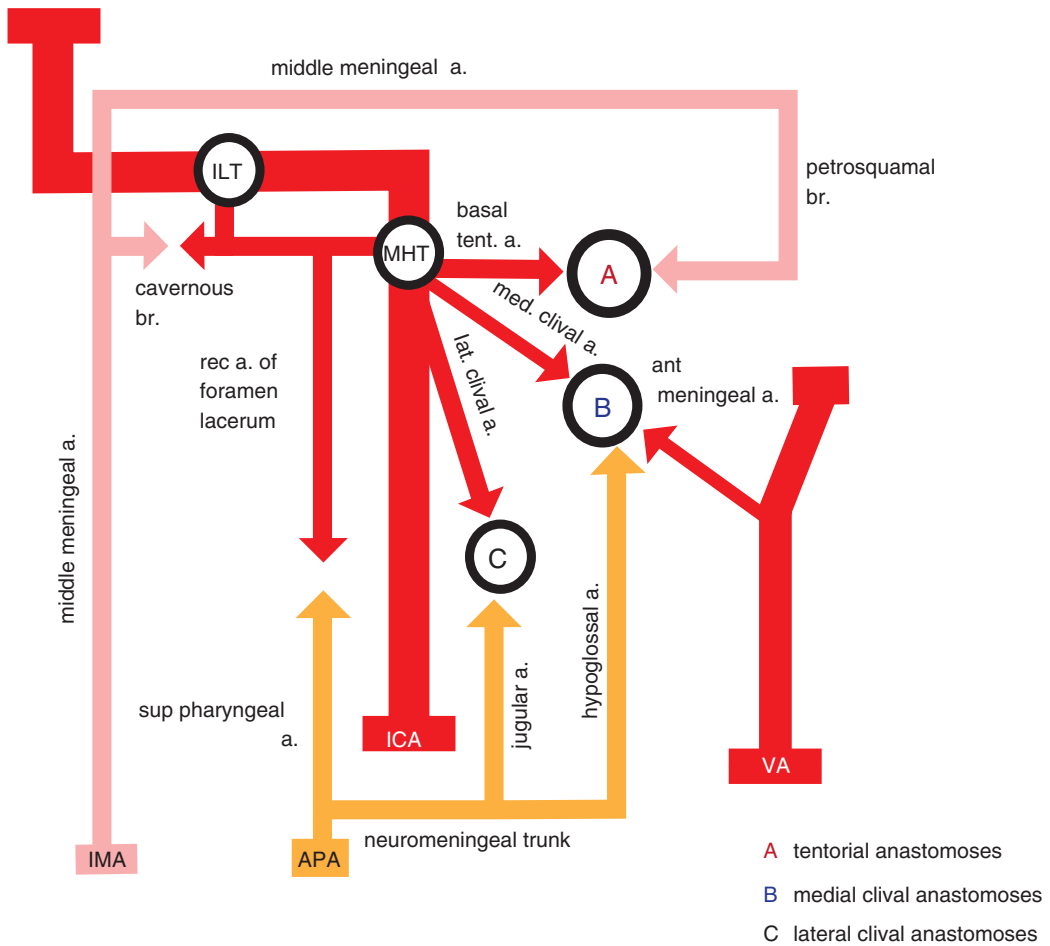 middle meningeal a.
ILT
petrosquamal
br.
basal
tent. a.
MHT
A
cavernous
br.
med. clival a.
rec a. of
foramen
lacerum
lat. clival a.
ant
meningeal a.
B
middle meningeal a.
C
hypoglossal a.
jugular a.
sup pharyngeal
a.
ICA
VA
neuromeningeal trunk
IMA
APA
A tentorial anastomoses
B medial clival anastomoses
C lateral clival anastomoses